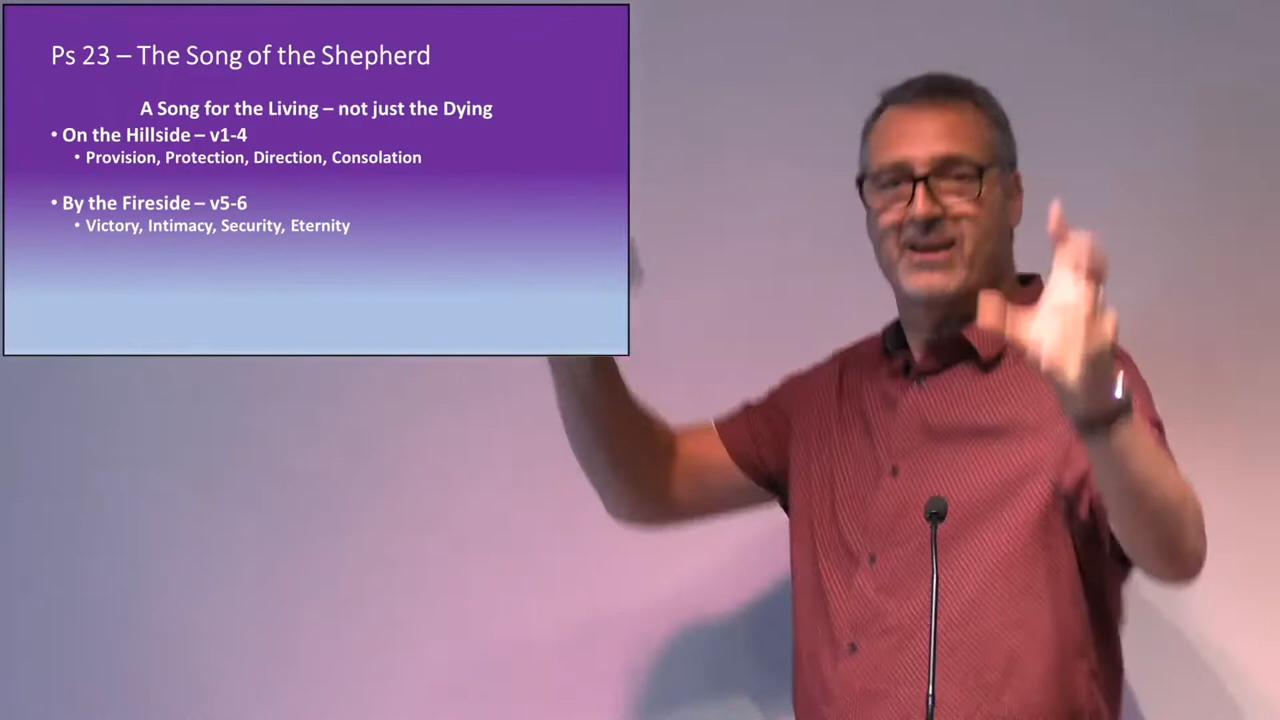 Ps 23 – The Song of the Shepherd
A Song for the Living – not just the Dying
• On the Hillside – v1-4
• Provision, Protection, Direction, Consolation
• By the Fireside – v5-6
• Victory, Intimacy, Security, Eternity